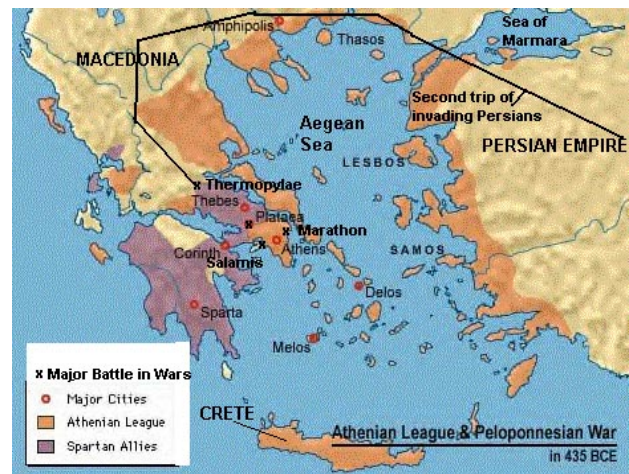 Amphipolis
Sea of
Marmara
Thasos
MACEDONIA
Second trip of
invading Persians
Aegean
Sea
PERSIAN EMPIRE
LESBOS
Thermopylae
Thebes
Plataea
Marathon
Corinth
Athens
Salamis
SAMOS
Delos
Sparta
Melos
x Major Battle in Wars
Major Cities
Athenian League
Spartan Allies
CRETE
Athenian League & Peloponnesian War
in 435 BCE